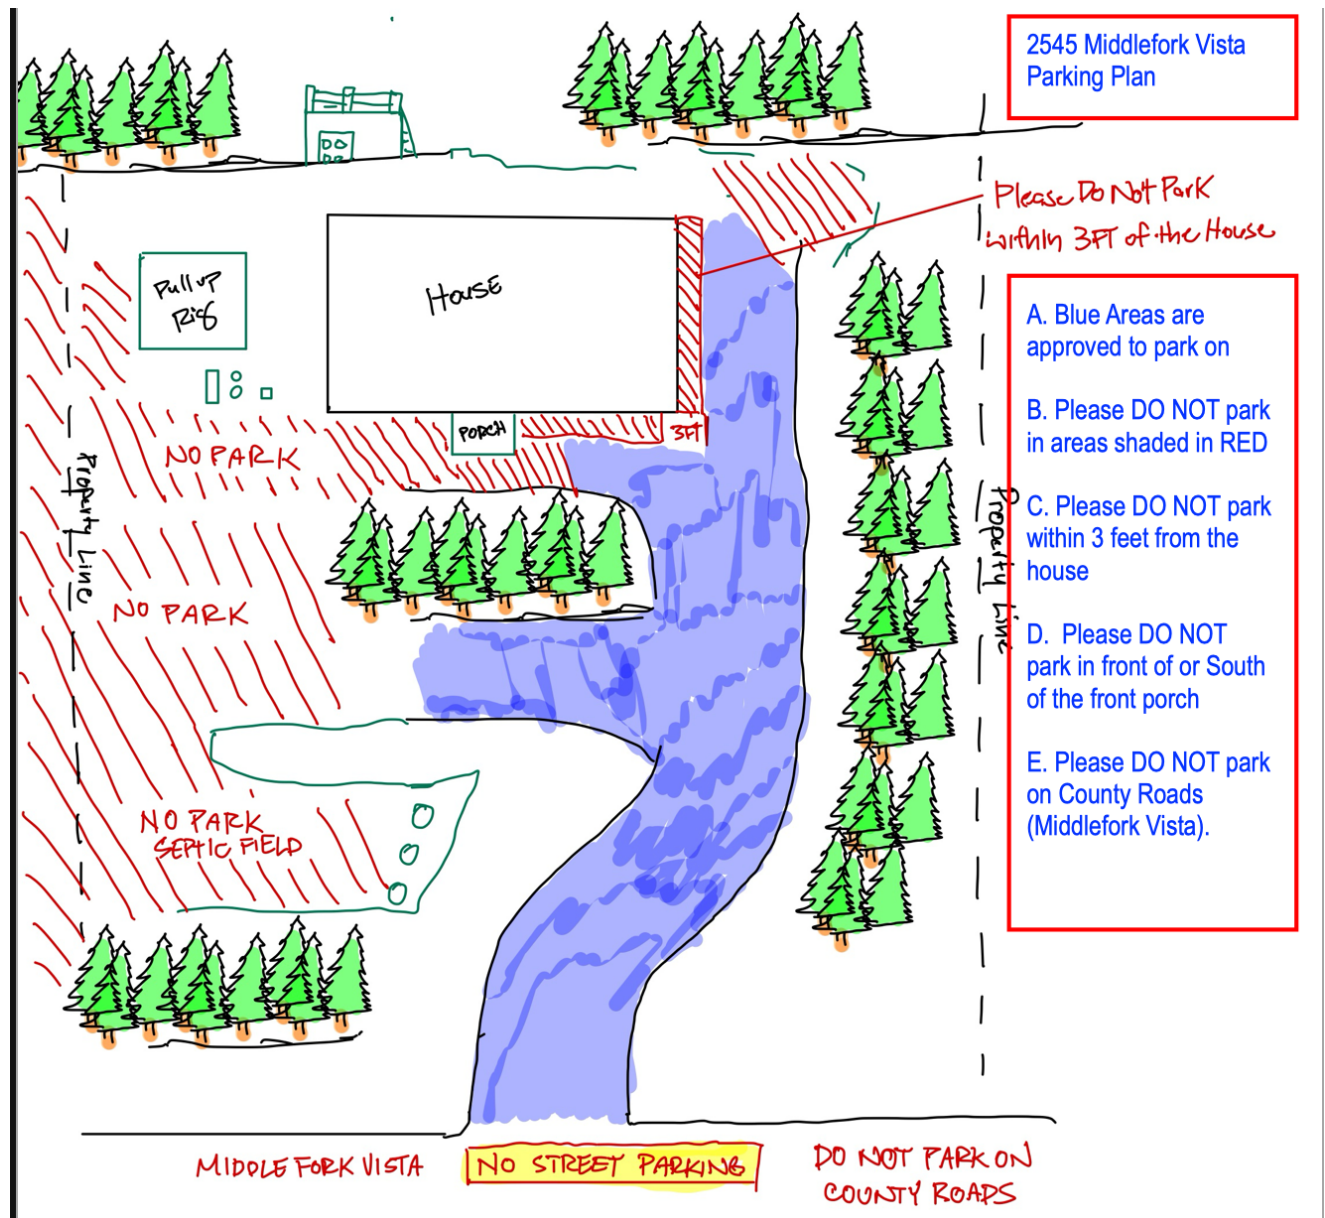 2545 Middlefork Vista
Parking Plan
Please Do Not Park
within 3FT of the House
Pull up
Rig
House
PORCH
3FT
NO PARK
Property Line
NO PARK
NO PARK
SEPTIC FIELD
Property Line
A. Blue Areas are
approved to park on
B. Please DO NOT park
in areas shaded in RED
C. Please DO NOT park
within 3 feet from the
house
D. Please DO NOT
park in front of or South
of the front porch
E. Please DO NOT park
on County Roads
(Middlefork Vista).
MIDDLE FORK VISTA
NO STREET PARKING
DO NOT PARK ON
COUNTY ROADS